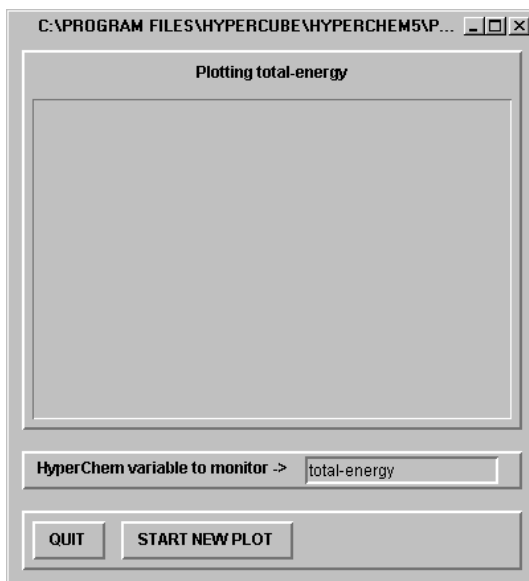 C:\PROGRAM FILES\HYPERCUBE\HYPERCHEM5\P...
Plotting total-energy
HyperChem variable to monitor -> total-energy
QUIT START NEW PLOT